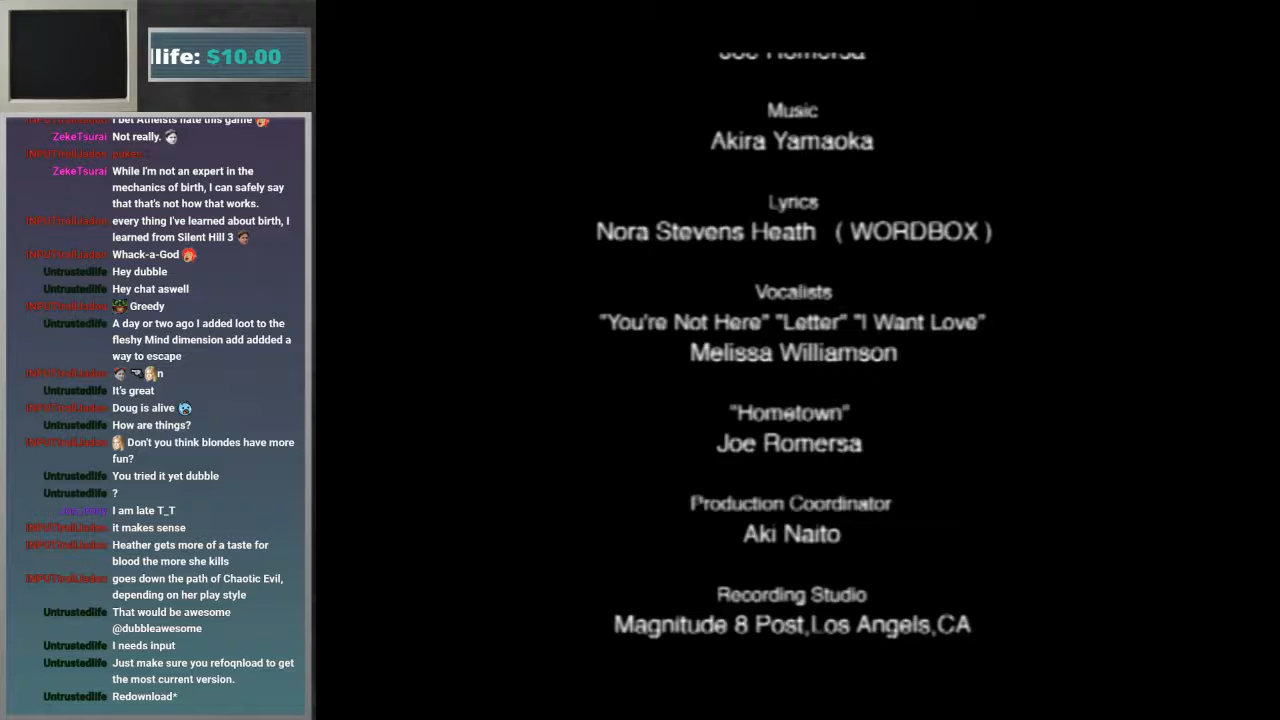 llife: $10.00
I bet Atheists hate this game
ZekeTsurai Not really.
ZekeTsurai While I'm not an expert in the
mechanics of birth, I can safely say
that that's not how that works.
every thing I've learned about birth, I
learned from Silent Hill 3
Whack-a-God
Untrustedlife Hey dubble
Untrustedlife Hey chat aswell
Greedy
Untrustedlife A day or two ago I added loot to the
fleshy Mind dimension add addded a
way to escape
n
Untrustedlife It's great
Doug is alive
Untrustedlife How are things?
Don't you think blondes have more
fun?
Untrustedlife You tried it yet dubble
Untrustedlife ?
I am late T_T
it makes sense
Heather gets more of a taste for
blood the more she kills
goes down the path of Chaotic Evil,
depending on her play style
Untrustedlife That would be awesome
@dubbleawesome
Untrustedlife I needs input
Untrustedlife Just make sure you refoqnload to get
the most current version.
Untrustedlife Redownload*
Joe Romersa
Music
Akira Yamaoka
Lyrics
Nora Stevens Heath ( WORDBOX )
Vocalists
"You're Not Here" "Letter" "I Want Love"
Melissa Williamson
"Hometown"
Joe Romersa
Production Coordinator
Aki Naito
Recording Studio
Magnitude 8 Post,Los Angels,CA